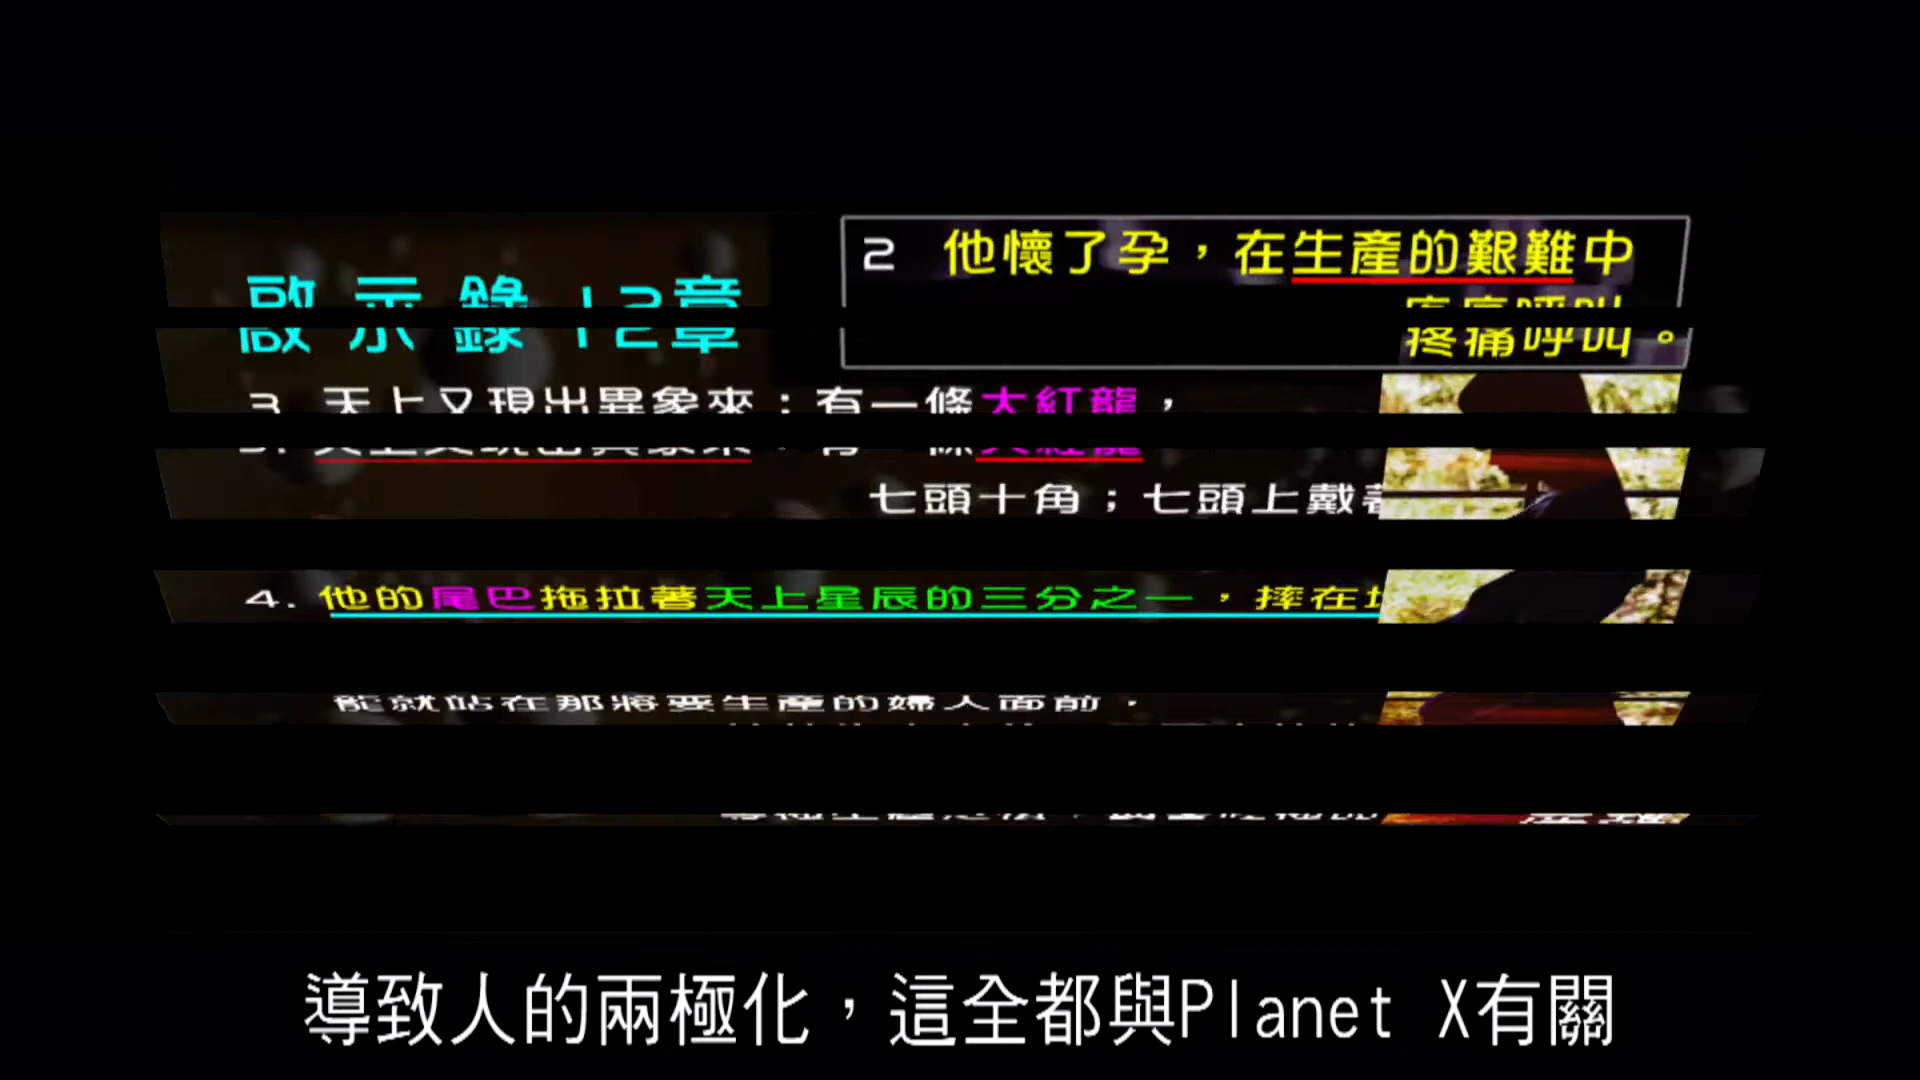 啟示錄12章
2 他懷了孕，在生產的艱難中
疼痛呼叫。
3. 天上又現出異象來：有一條大紅龍，
七頭十角；七頭上戴著
4. 他的尾巴拖拉著天上星辰的三分之一，摔在地
龍就站在那將要生產的婦人面前，
導致人的兩極化，這全都與Planet X有關